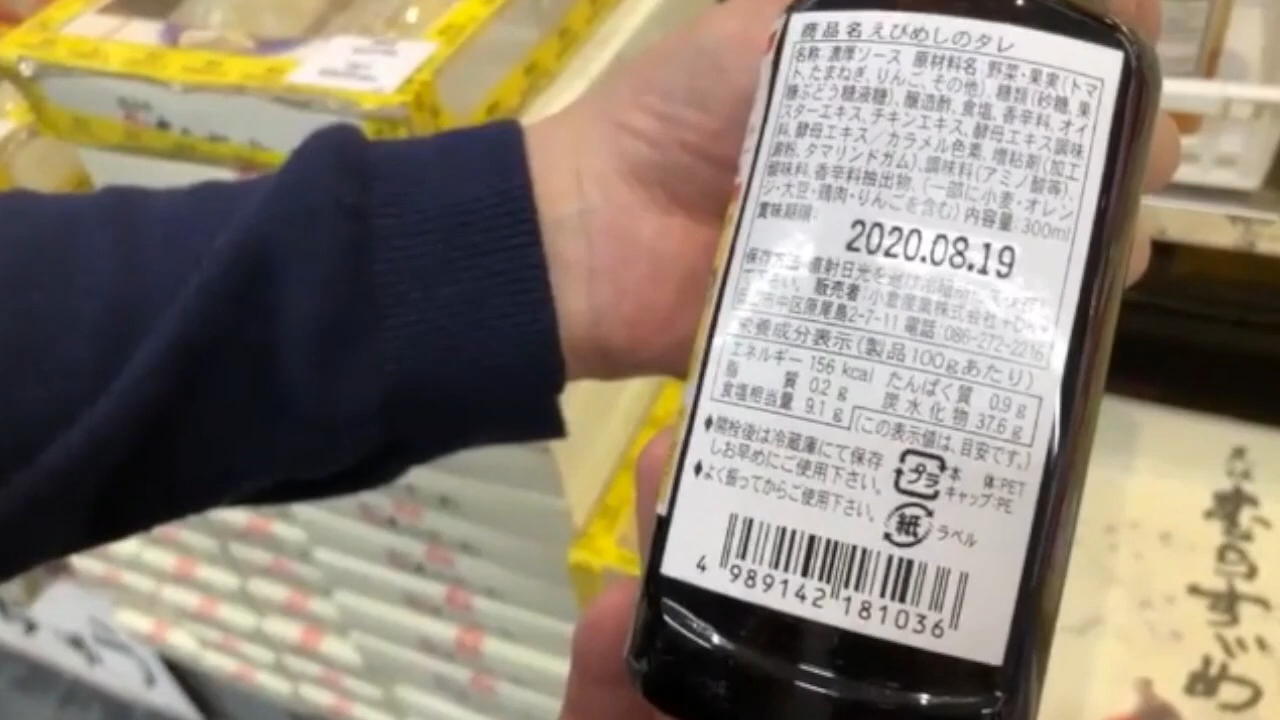 商品名 えびめしのタレ
名称 濃厚ソース 原材料名 野菜・果実(トマ
ト、たまねぎ、りんご、その他)、糖類(砂糖、果
糖ぶどう糖液糖)、醸造酢、食塩、香辛料、オイ
スターエキス、チキンエキス、酵母エキス調味
料、酵母エキス/カラメル色素、増粘剤(加工
澱粉、タマリンドガム)、調味料(アミノ酸等)、
酸味料、香辛料抽出物、(一部に小麦・オレン
ジ・大豆・鶏肉・りんごを含む) 内容量:300ml
賞味期限:
2020.08.19
保存方法:直射日光を避け
下さい。 販売者:小倉産業株式会社
市中区原尾島2-7-11 電話:086-272-2216
栄養成分表示(製品100gあたり)
エネルギー 156 kcal たんぱく質 0.9 g
脂質 0.2 g 炭水化物 37.6 g
食塩相当量 9.1 g (この表示値は、目安です。)
♦開栓後は冷蔵庫にて保存
しお早めにご使用下さい。
♦よく振ってからご使用下さい。
プラ 本体:PET
キャップ:PE
紙 ラベル
4 989142 181036